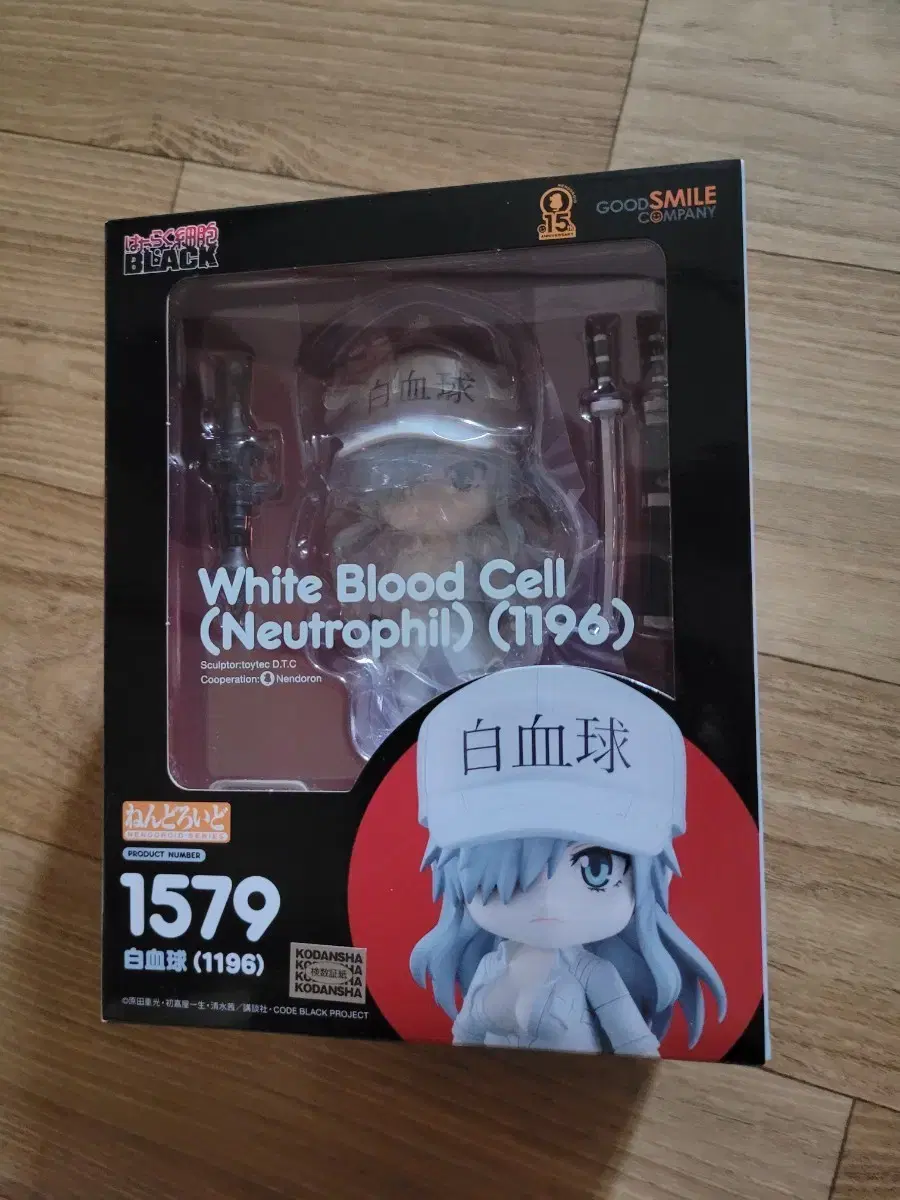 はたらく細胞
BLACK
NENDOROID
15th
ANNIVERSARY
GOOD SMILE
COMPANY
白血球
White Blood Cell
(Neutrophil) (1196)
Sculptor:toytec D.T.C
Cooperation: Nendoron
白血球
ねんどろいど
NENDOROID SERIES
PRODUCT NUMBER
1579
白血球 (1196)
KODANSHA
検数証紙
KODANSHA
©原田重光・初嘉屋一生・清水茜／講談社・CODE BLACK PROJECT